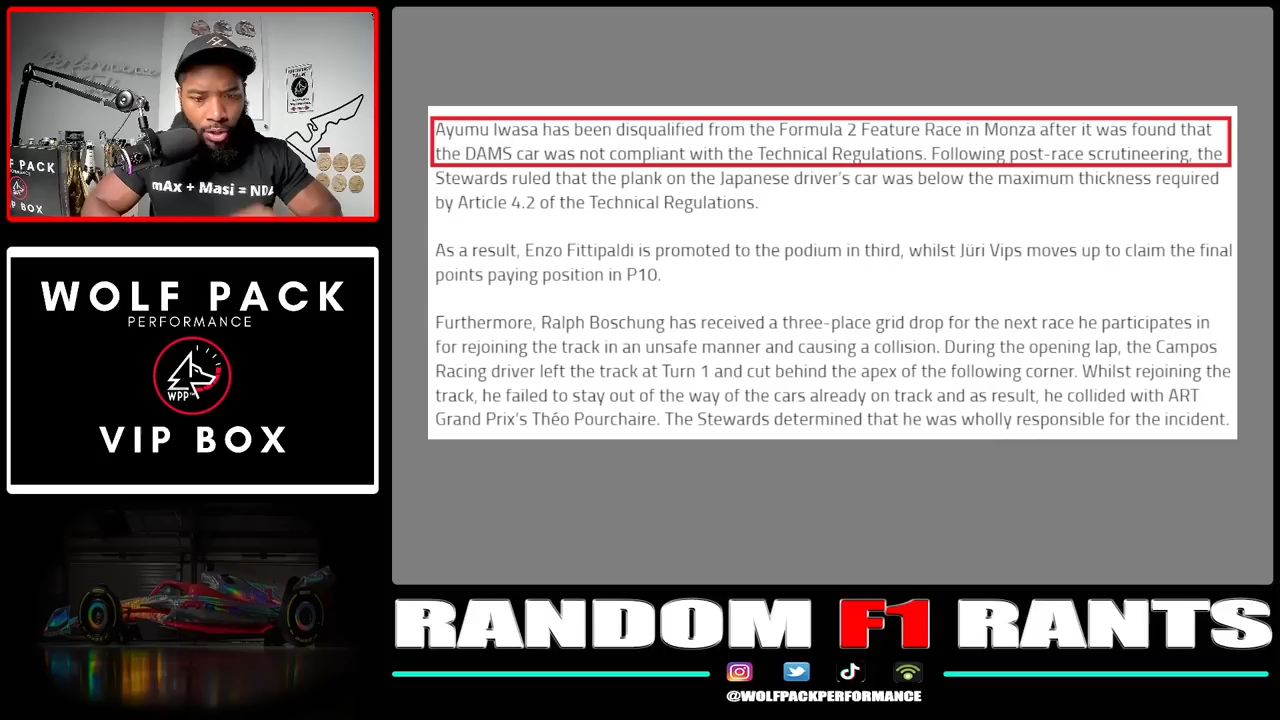 mAx + Masi = NDA
F PACK
P BOX
WOLF PACK
PERFORMANCE
WPP™
VIP BOX
Ayumu Iwasa has been disqualified from the Formula 2 Feature Race in Monza after it was found that
the DAMS car was not compliant with the Technical Regulations. Following post-race scrutineering, the
Stewards ruled that the plank on the Japanese driver's car was below the maximum thickness required
by Article 4.2 of the Technical Regulations.
As a result, Enzo Fittipaldi is promoted to the podium in third, whilst Jüri Vips moves up to claim the final
points paying position in P10.
Furthermore, Ralph Boschung has received a three-place grid drop for the next race he participates in
for rejoining the track in an unsafe manner and causing a collision. During the opening lap, the Campos
Racing driver left the track at Turn 1 and cut behind the apex of the following corner. Whilst rejoining the
track, he failed to stay out of the way of the cars already on track and as result, he collided with ART
Grand Prix's Théo Pourchaire. The Stewards determined that he was wholly responsible for the incident.
RANDOM F1 RANTS
@WOLFPACKPERFORMANCE